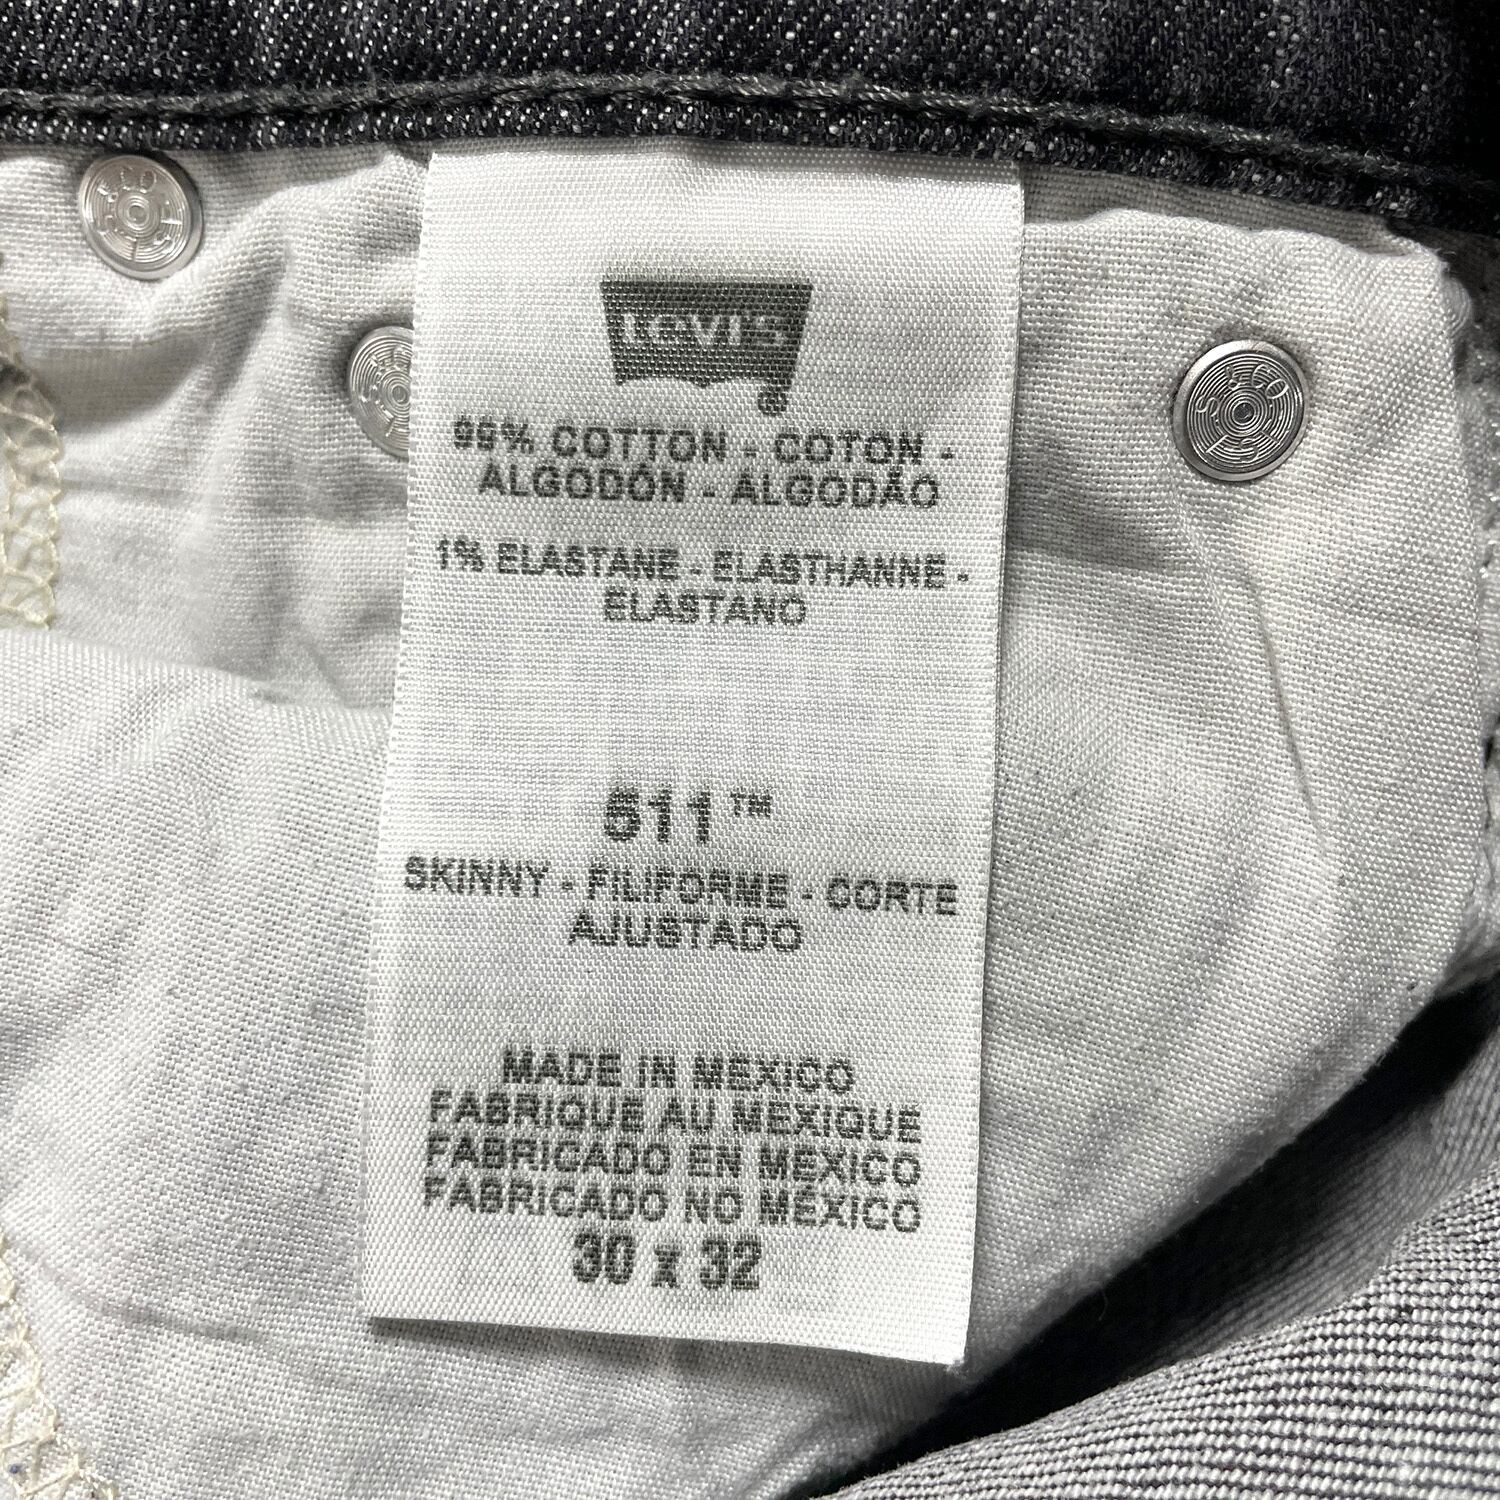 Levi's
99% COTTON - COTON -
ALGODÓN - ALGODÃO
1% ELASTANE - ELASTHANNE -
ELASTANO
511™
SKINNY - FILIFORME - CORTE
AJUSTADO
MADE IN MEXICO
FABRIQUE AU MEXIQUE
FABRICADO EN MÉXICO
FABRICADO NO MÉXICO
30 x 32